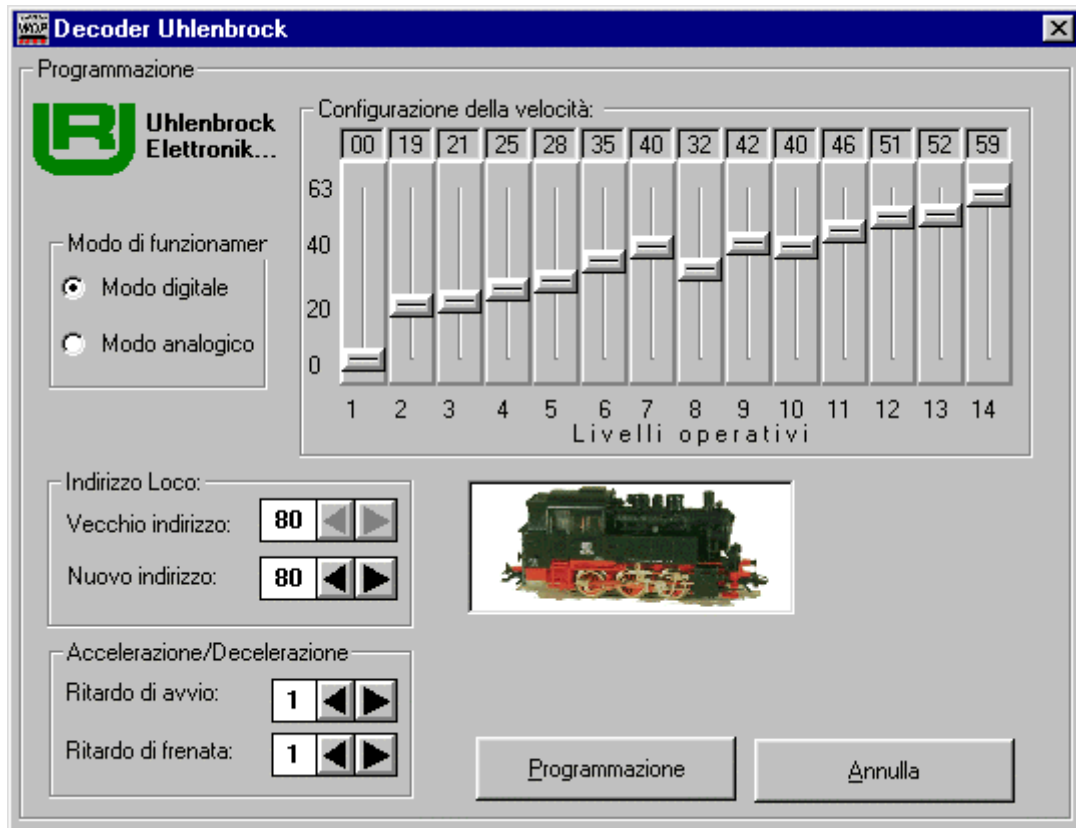 Decoder Uhlenbrock
Programmazione
Uhlenbrock
Elettronik...
Configurazione della velocità:
00 19 21 25 28 35 40 32 42 40 46 51 52 59
63
40
20
0
1 2 3 4 5 6 7 8 9 10 11 12 13 14
Livelli operativi
Modo di funzionamer
Modo digitale
Modo analogico
Indirizzo Loco:
Vecchio indirizzo: 80
Nuovo indirizzo: 80
Accelerazione/Decelerazione
Ritardo di avvio: 1
Ritardo di frenata: 1
Programmazione
Annulla